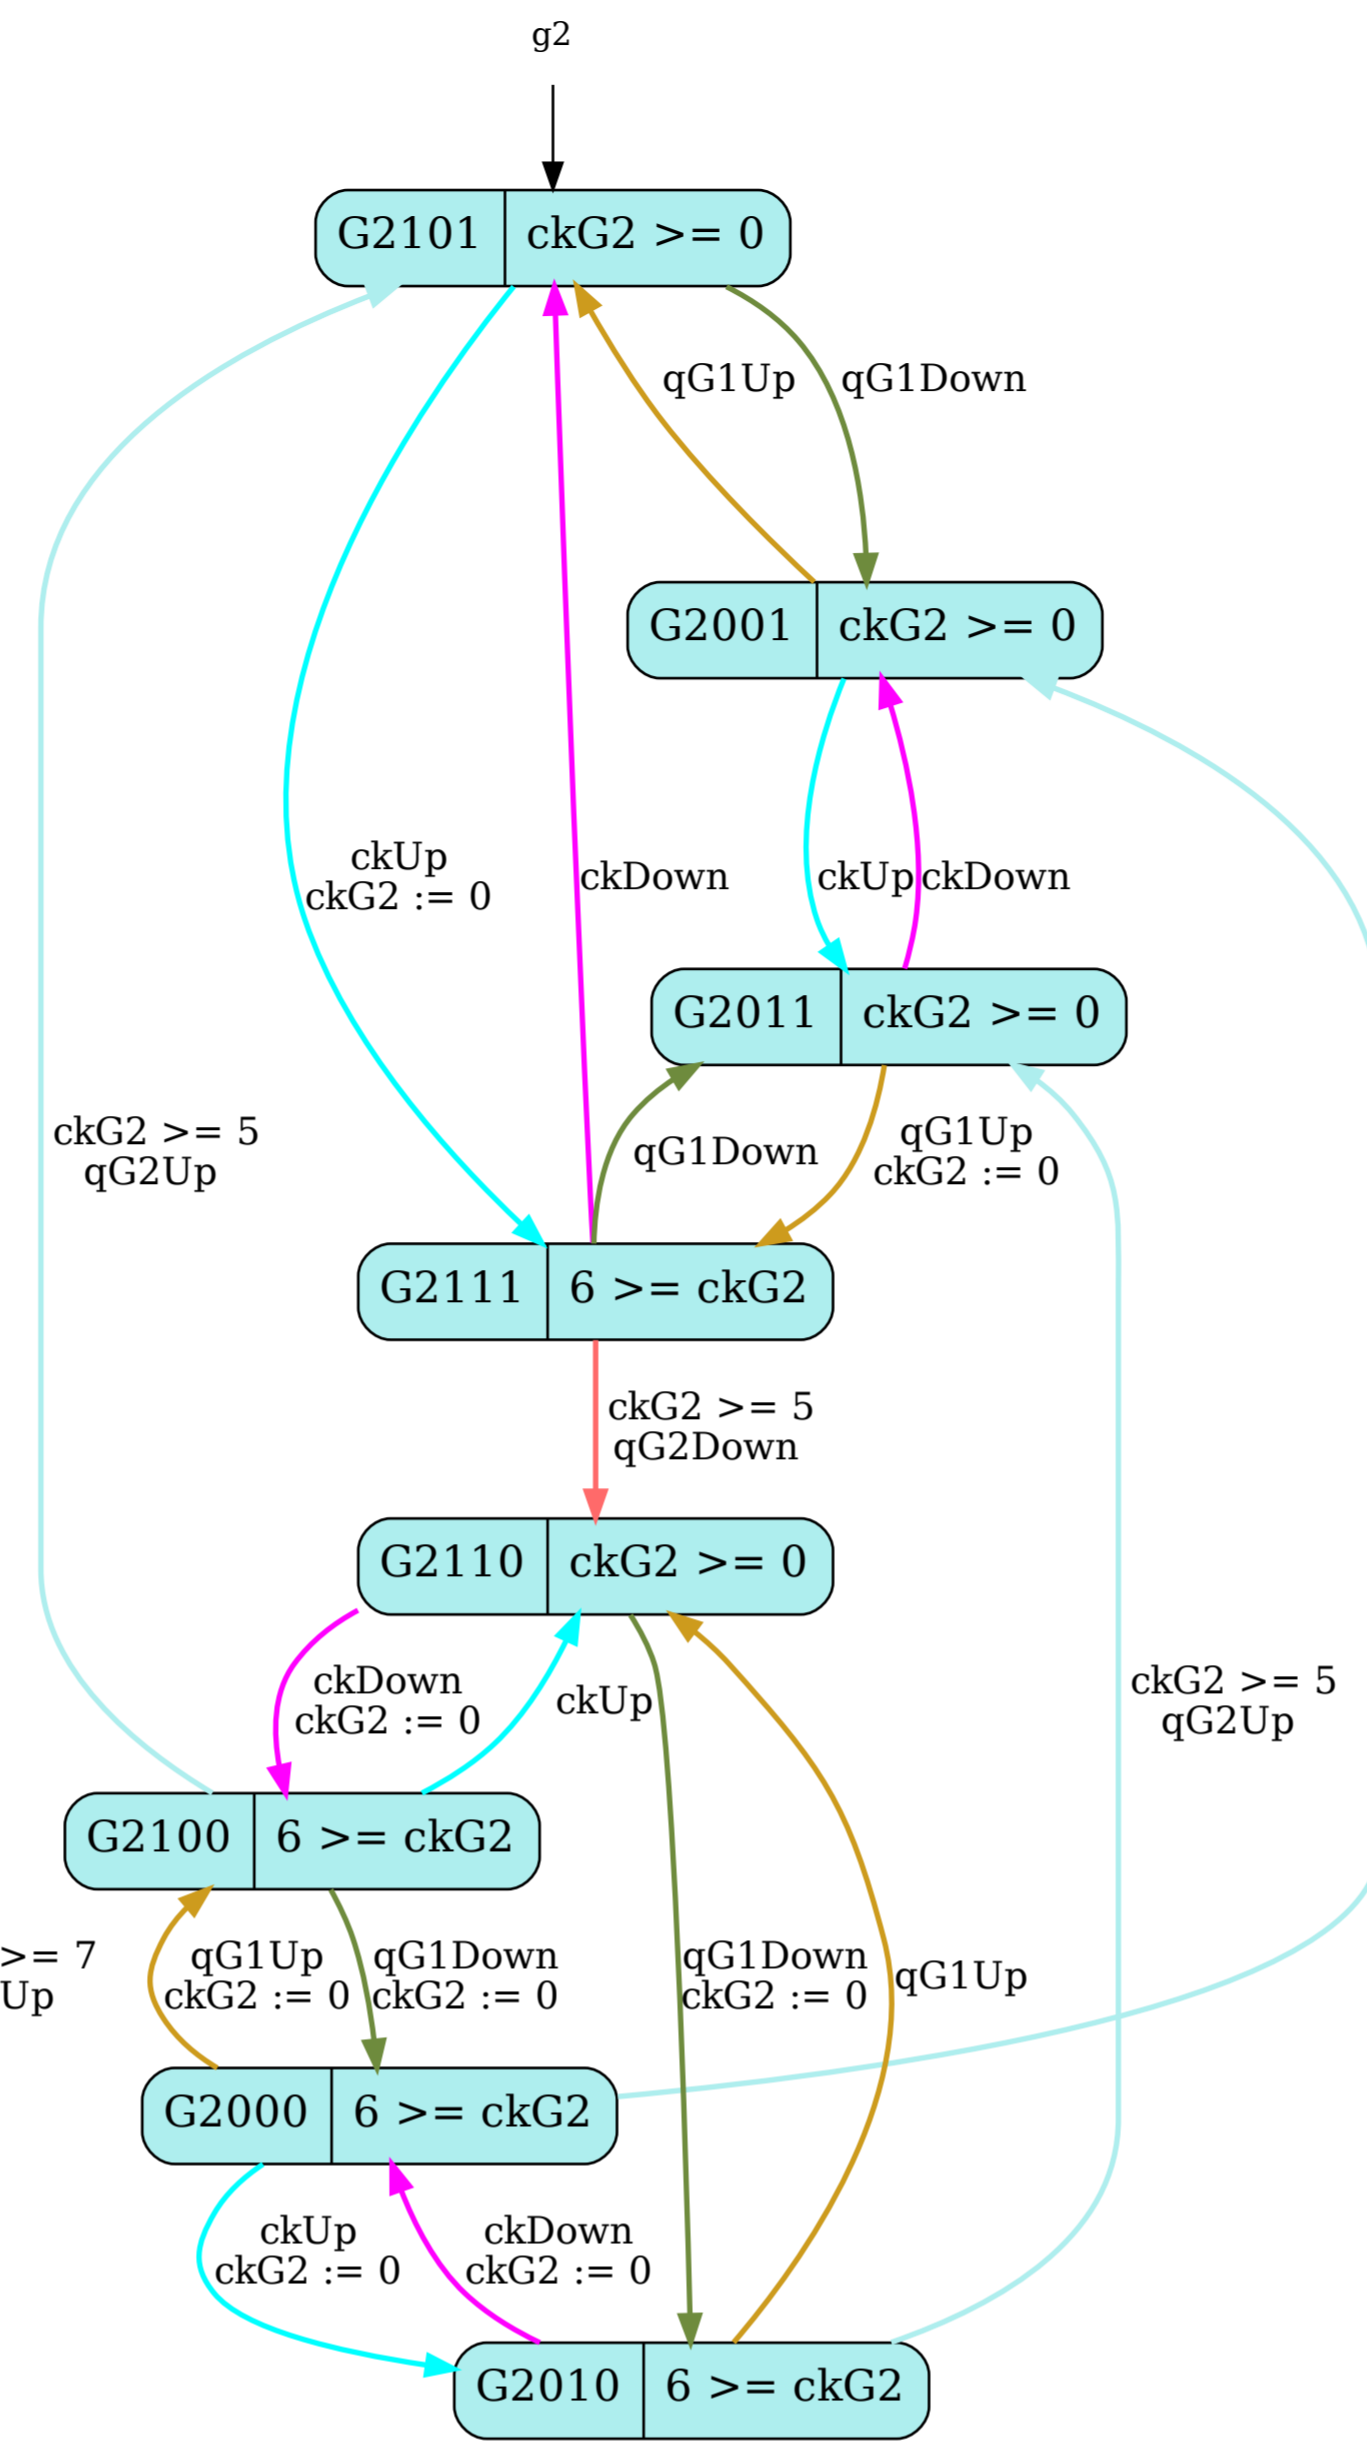 g2
G2101 ckG2 >= 0
qG1Up qG1Down
G2001 ckG2 >= 0
ckUp
ckG2 := 0
ckDown
ckUp ckDown
G2011 ckG2 >= 0
ckG2 >= 5
qG2Up
qG1Down
qG1Up
ckG2 := 0
G2111 6 >= ckG2
ckG2 >= 5
qG2Down
G2110 ckG2 >= 0
ckDown
ckG2 := 0
ckUp
ckG2 >= 5
qG2Up
G2100 6 >= ckG2
>= 7
Up
qG1Up
ckG2 := 0
qG1Down
ckG2 := 0
qG1Down
ckG2 := 0
qG1Up
G2000 6 >= ckG2
ckUp
ckG2 := 0
ckDown
ckG2 := 0
G2010 6 >= ckG2